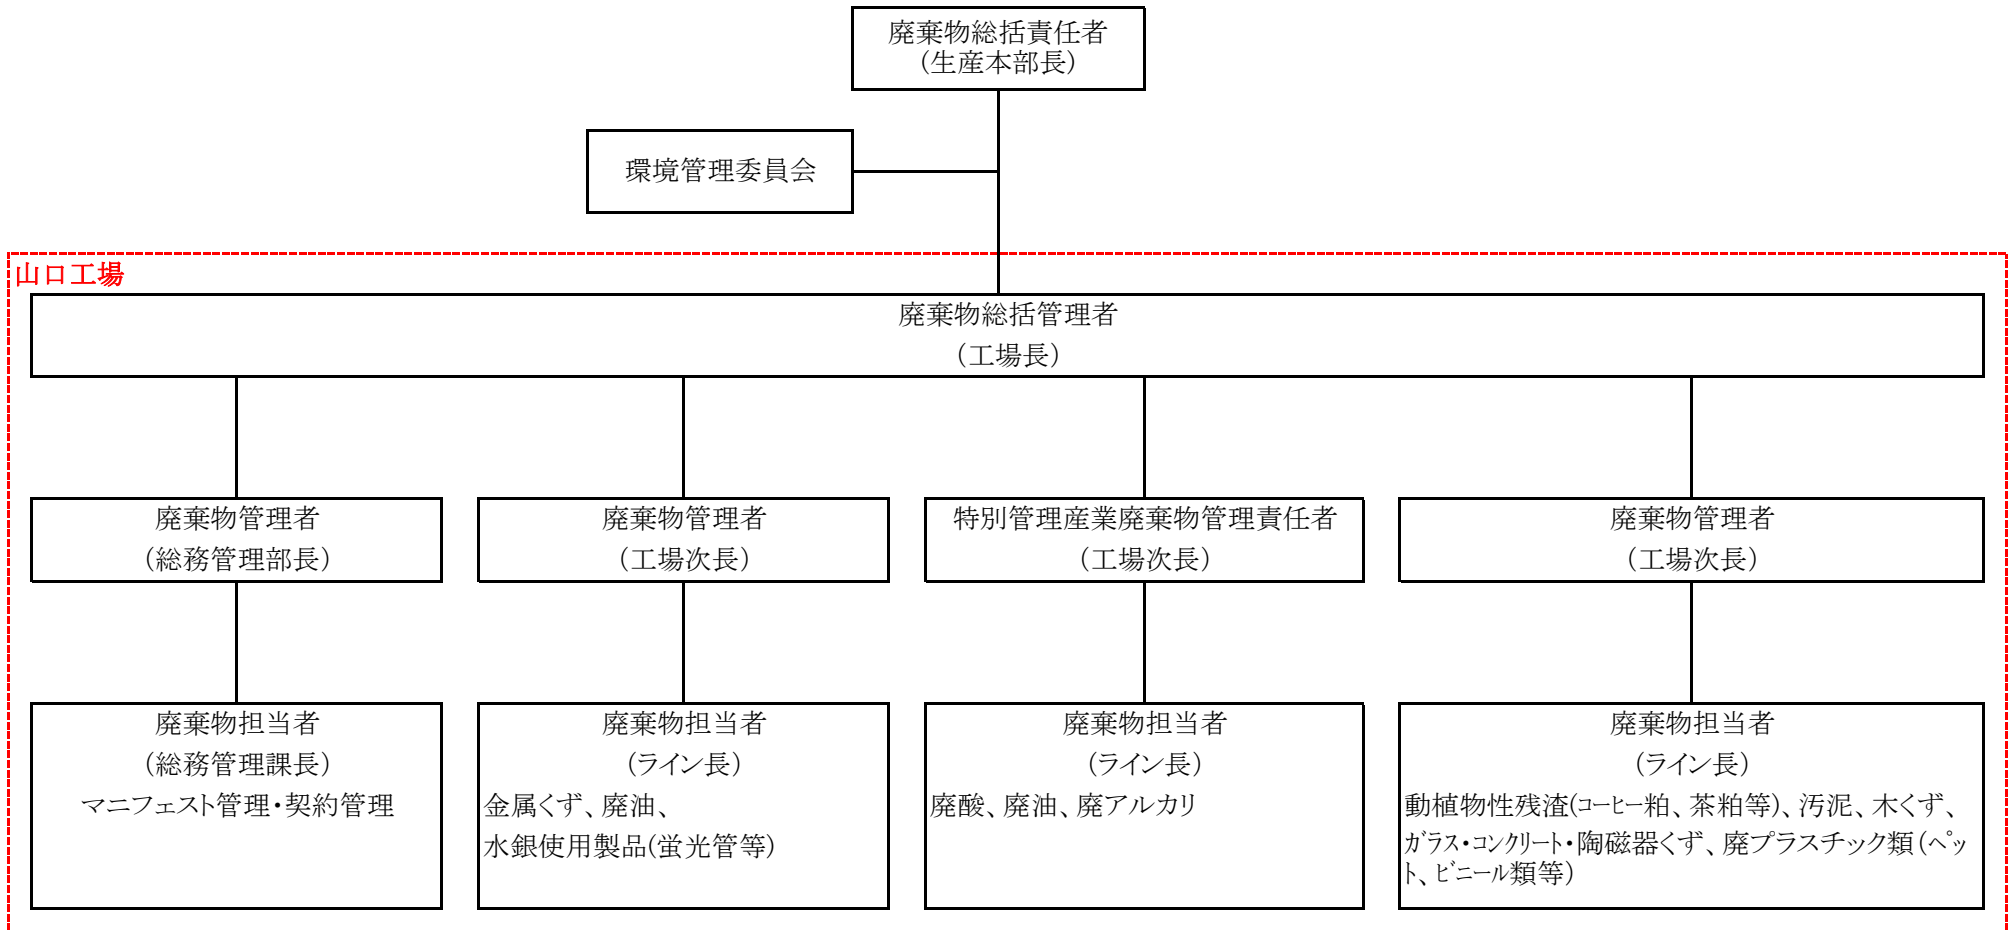 廃棄物総括責任者
(生産本部長)
環境管理委員会
山口工場
廃棄物総括管理者
(工場長)
廃棄物管理者
(総務管理部長)
廃棄物管理者
(工場次長)
特別管理産業廃棄物管理責任者
(工場次長)
廃棄物管理者
(工場次長)
廃棄物担当者
(総務管理課長)
マニフェスト管理・契約管理
廃棄物担当者
(ライン長)
金属くず、廃油、
水銀使用製品(蛍光管等)
廃棄物担当者
(ライン長)
廃酸、廃油、廃アルカリ
廃棄物担当者
(ライン長)
動植物性残渣(ｺｰﾋｰ粕、茶粕等)、汚泥、木くず、
ｶﾞﾗｽ・ｺﾝｸﾘｰﾄ・陶磁器くず、廃プラスチック類(ﾍﾟｯ
ﾄ、ﾋﾞﾆｰﾙ類等)